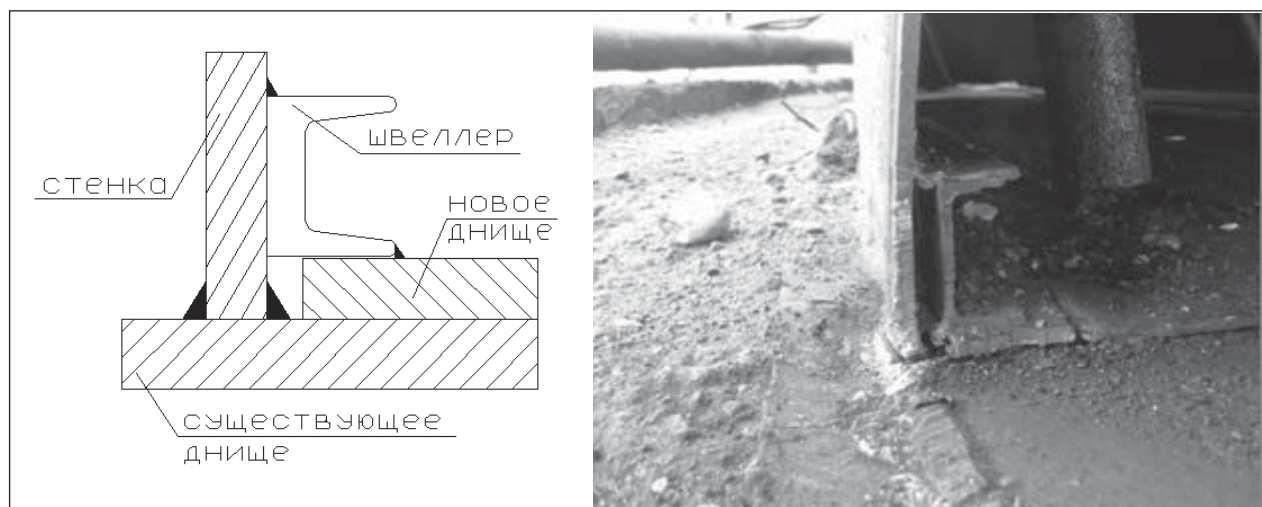 швеллер
стенка
новое
днище
существующее
днище